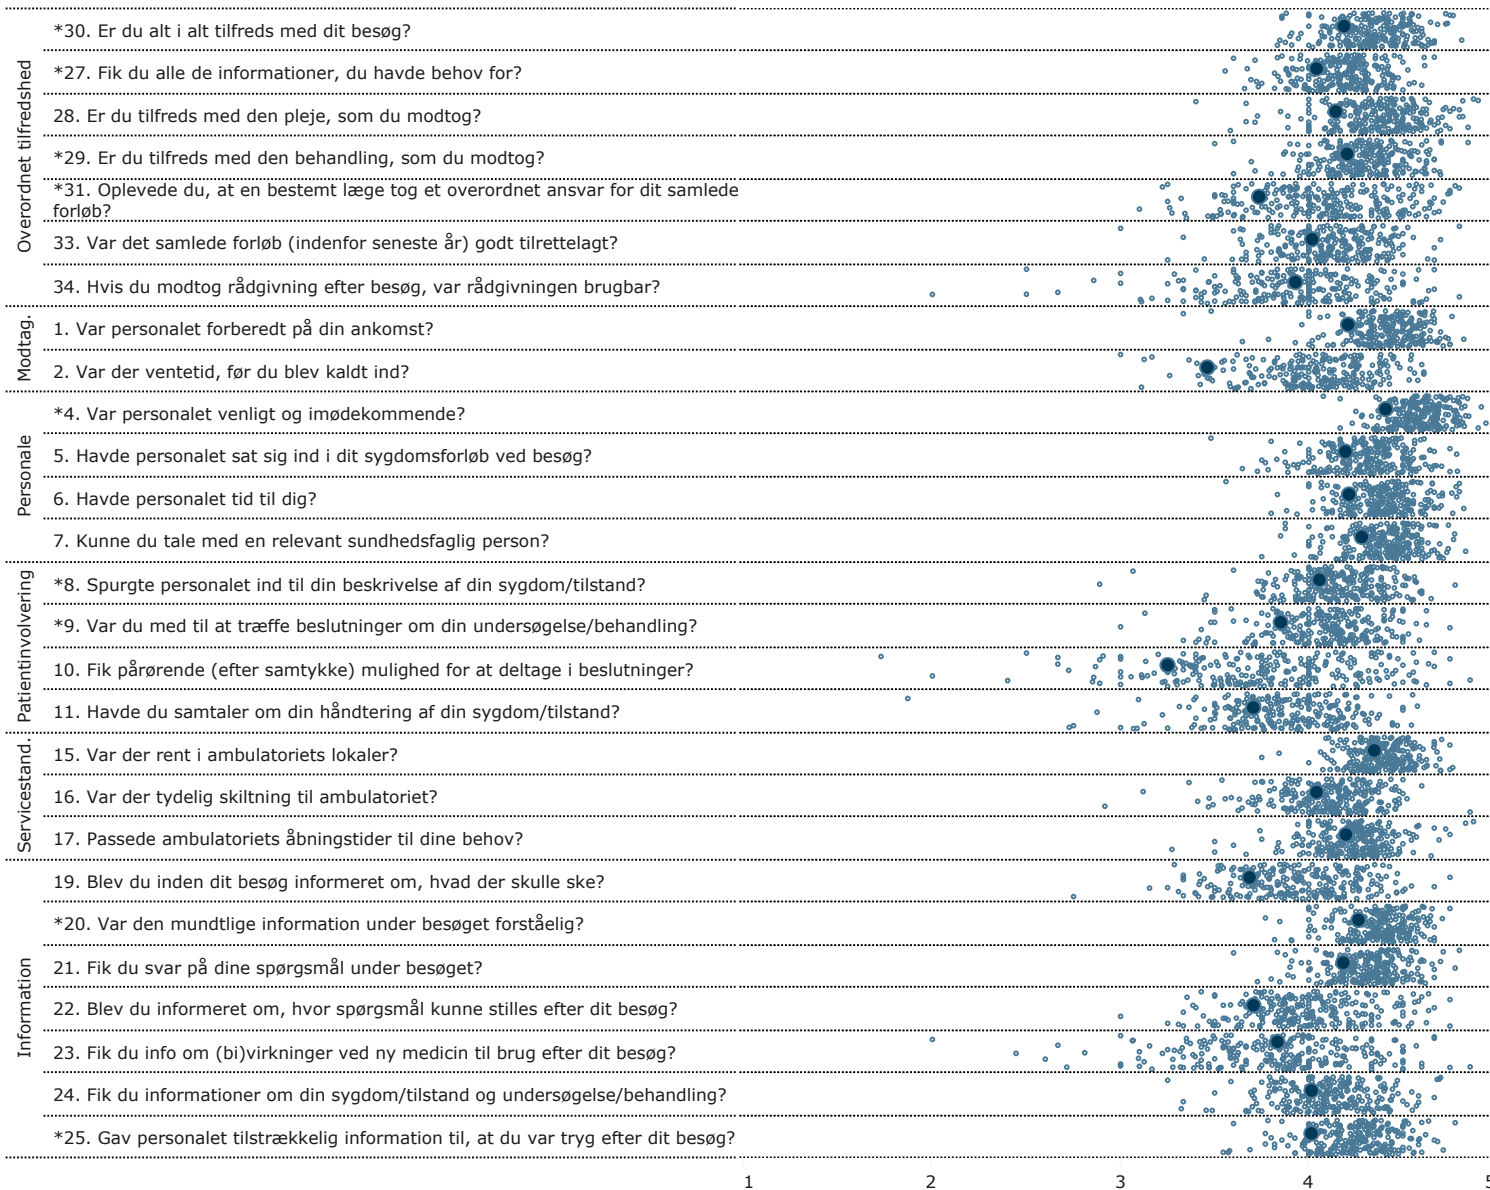 Overordnet tilfredshed
*30. Er du alt i alt tilfreds med dit besøg?
*27. Fik du alle de informationer, du havde behov for?
28. Er du tilfreds med den pleje, som du modtog?
*29. Er du tilfreds med den behandling, som du modtog?
*31. Oplevede du, at en bestemt læge tog et overordnet ansvar for dit samlede
forløb?
33. Var det samlede forløb (indenfor seneste år) godt tilrettelagt?
34. Hvis du modtog rådgivning efter besøg, var rådgivningen brugbar?
Modtag.
1. Var personalet forberedt på din ankomst?
2. Var der ventetid, før du blev kaldt ind?
Personale
*4. Var personalet venligt og imødekommende?
5. Havde personalet sat sig ind i dit sygdomsforløb ved besøg?
6. Havde personalet tid til dig?
7. Kunne du tale med en relevant sundhedsfaglig person?
Patientinvolvering
*8. Spurgte personalet ind til din beskrivelse af din sygdom/tilstand?
*9. Var du med til at træffe beslutninger om din undersøgelse/behandling?
10. Fik pårørende (efter samtykke) mulighed for at deltage i beslutninger?
11. Havde du samtaler om din håndtering af din sygdom/tilstand?
Servicestand.
15. Var der rent i ambulatoriets lokaler?
16. Var der tydelig skiltning til ambulatoriet?
17. Passede ambulatoriets åbningstider til dine behov?
Information
19. Blev du inden dit besøg informeret om, hvad der skulle ske?
*20. Var den mundtlige information under besøget forståelig?
21. Fik du svar på dine spørgsmål under besøget?
22. Blev du informeret om, hvor spørgsmål kunne stilles efter dit besøg?
23. Fik du info om (bi)virkninger ved ny medicin til brug efter dit besøg?
24. Fik du informationer om din sygdom/tilstand og undersøgelse/behandling?
*25. Gav personalet tilstrækkelig information til, at du var tryg efter dit besøg?
1 2 3 4 5